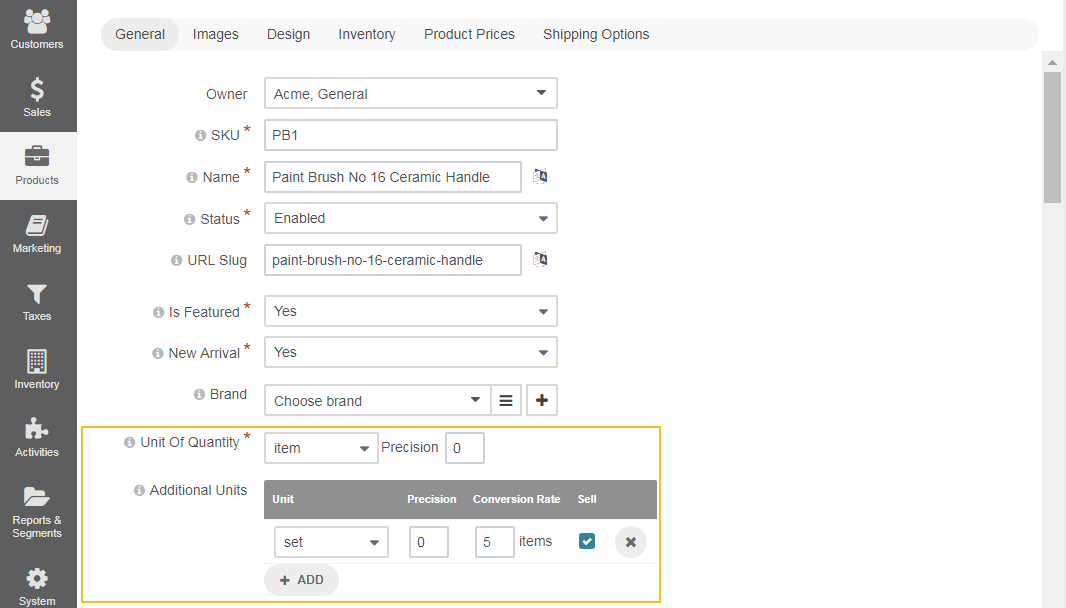 Customers
Sales
Products
Marketing
Taxes
Inventory
Activities
Reports &
Segments
System
General Images Design Inventory Product Prices Shipping Options
Owner Acme, General
SKU * PB1
Name * Paint Brush No 16 Ceramic Handle
Status * Enabled
URL Slug paint-brush-no-16-ceramic-handle
Is Featured * Yes
New Arrival * Yes
Brand Choose brand
Unit Of Quantity * item Precision 0
Additional Units Unit Precision Conversion Rate Sell
set 0 5 items
+ ADD